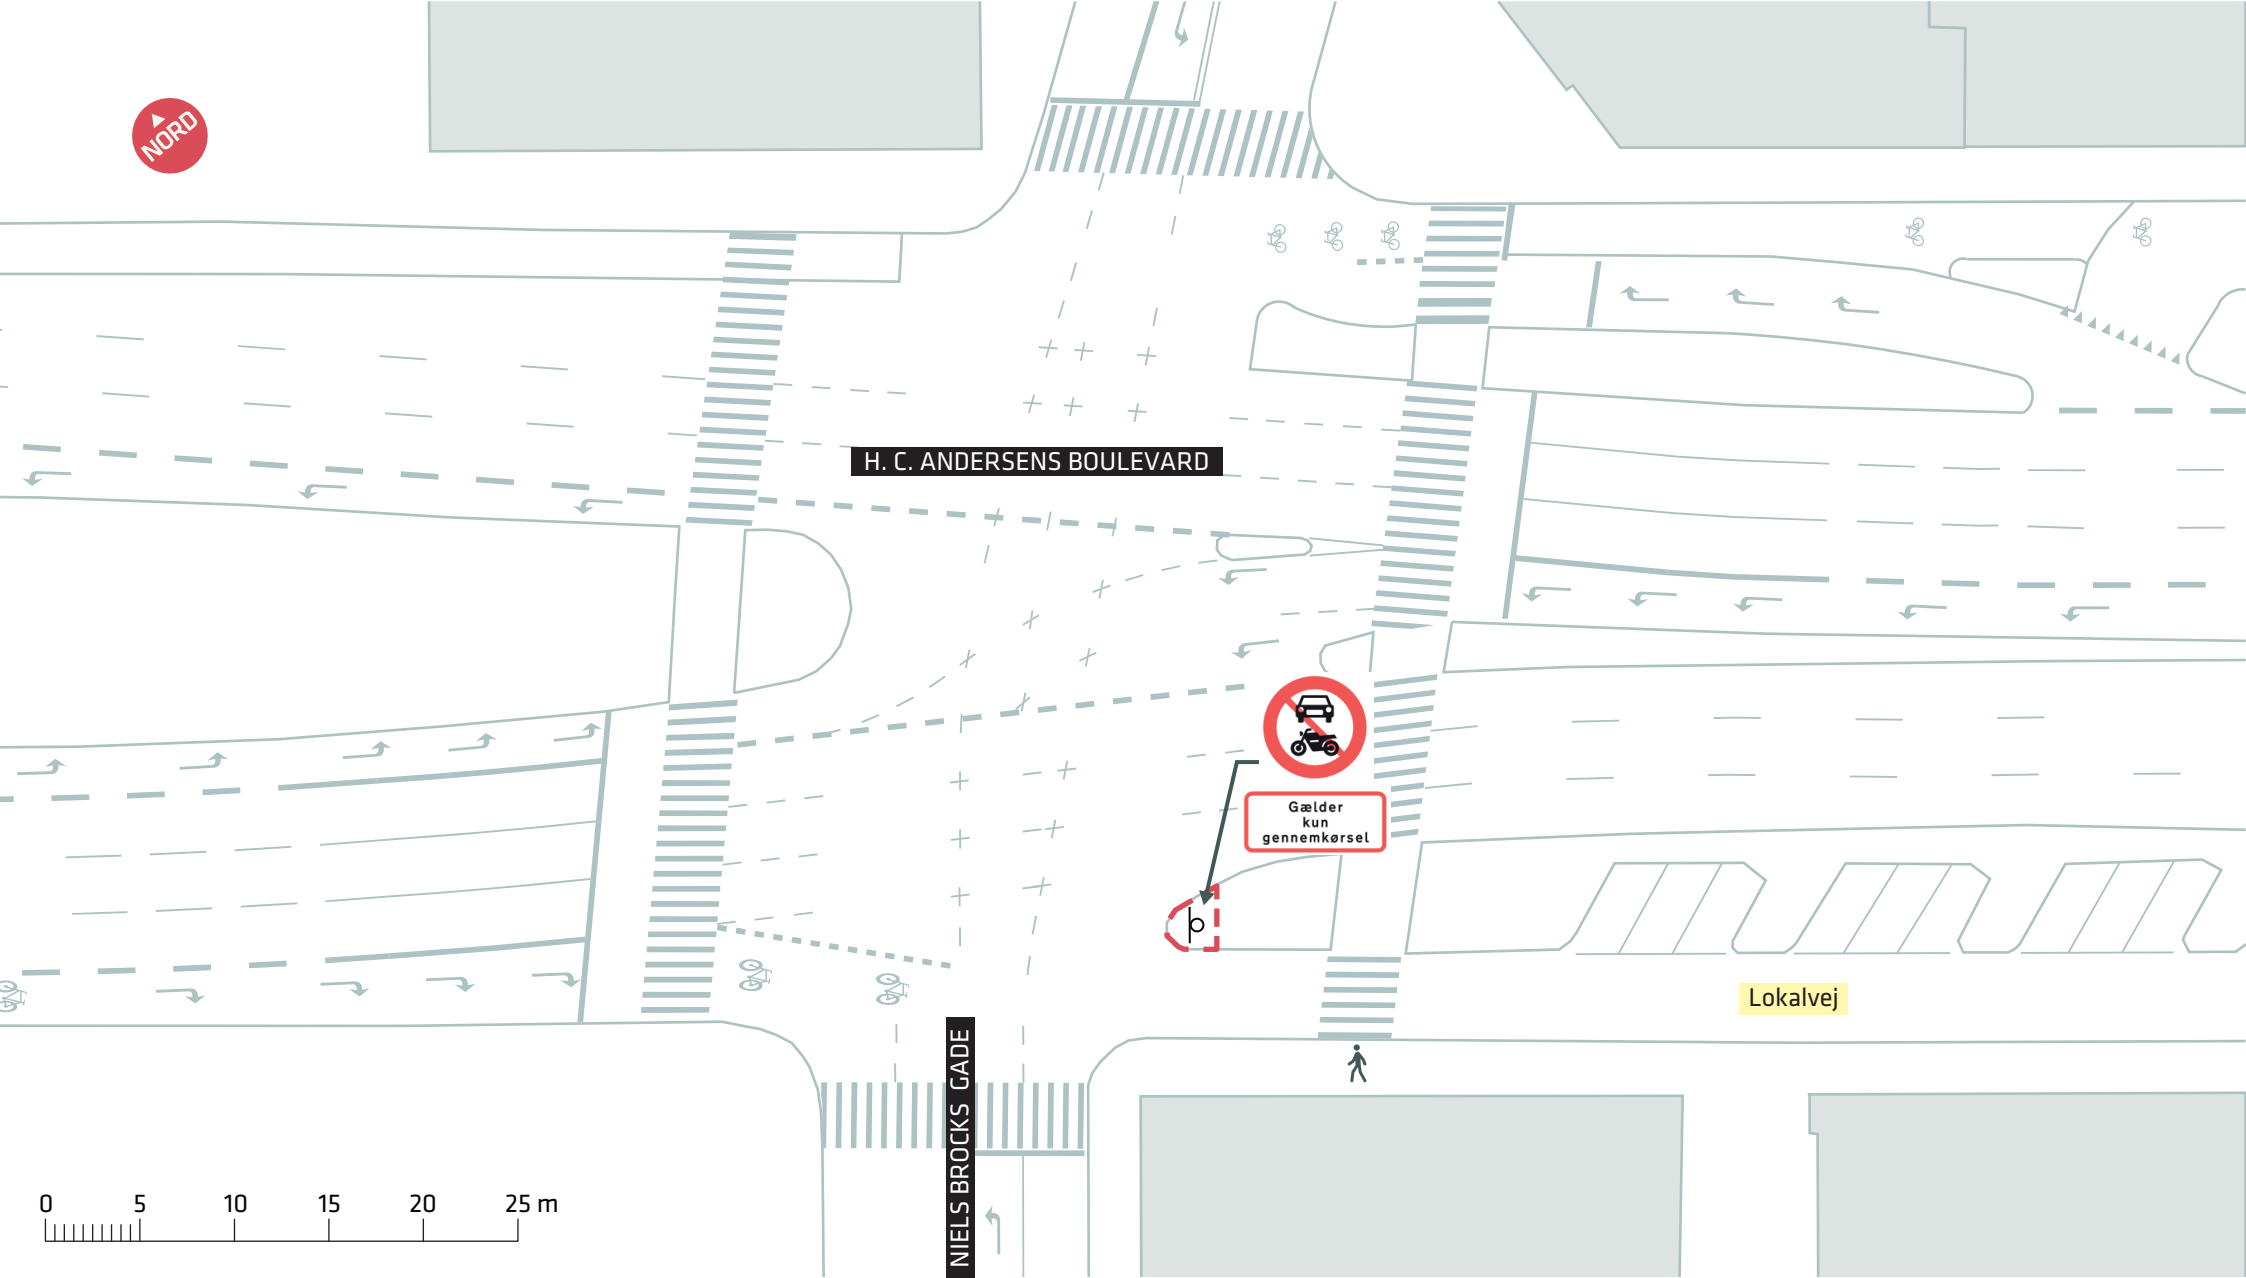 NORD
H. C. ANDERSENS BOULEVARD
Gælder
kun
gennemkørsel
Lokalvej
NIELS BROCKS GADE
0 5 10 15 20 25 m